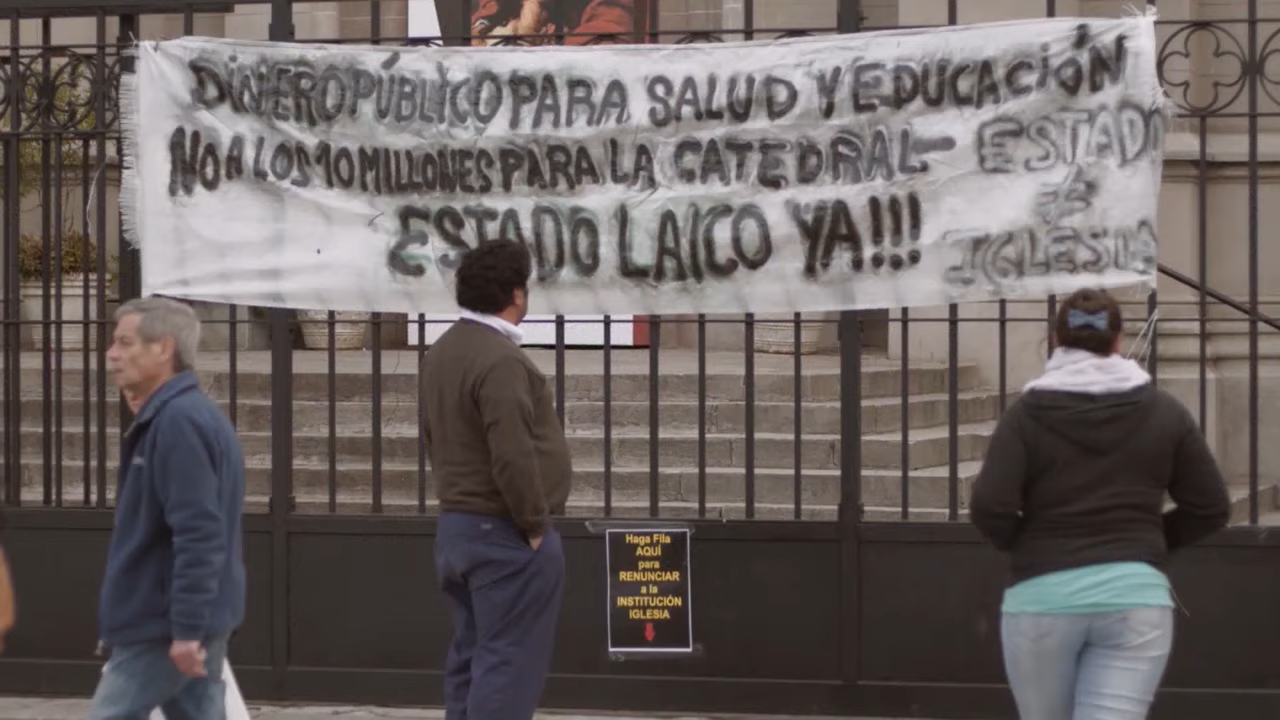 DINERO PÚBLICO PARA SALUD Y EDUCACIÓN
NO A LOS 10 MILLONES PARA LA CATEDRAL-
ESTADO LAICO YA!!!
ESTADO
≠
IGLESIA
Haga Fila
AQUÍ
para
RENUNCIAR
a la
INSTITUCIÓN
IGLESIA